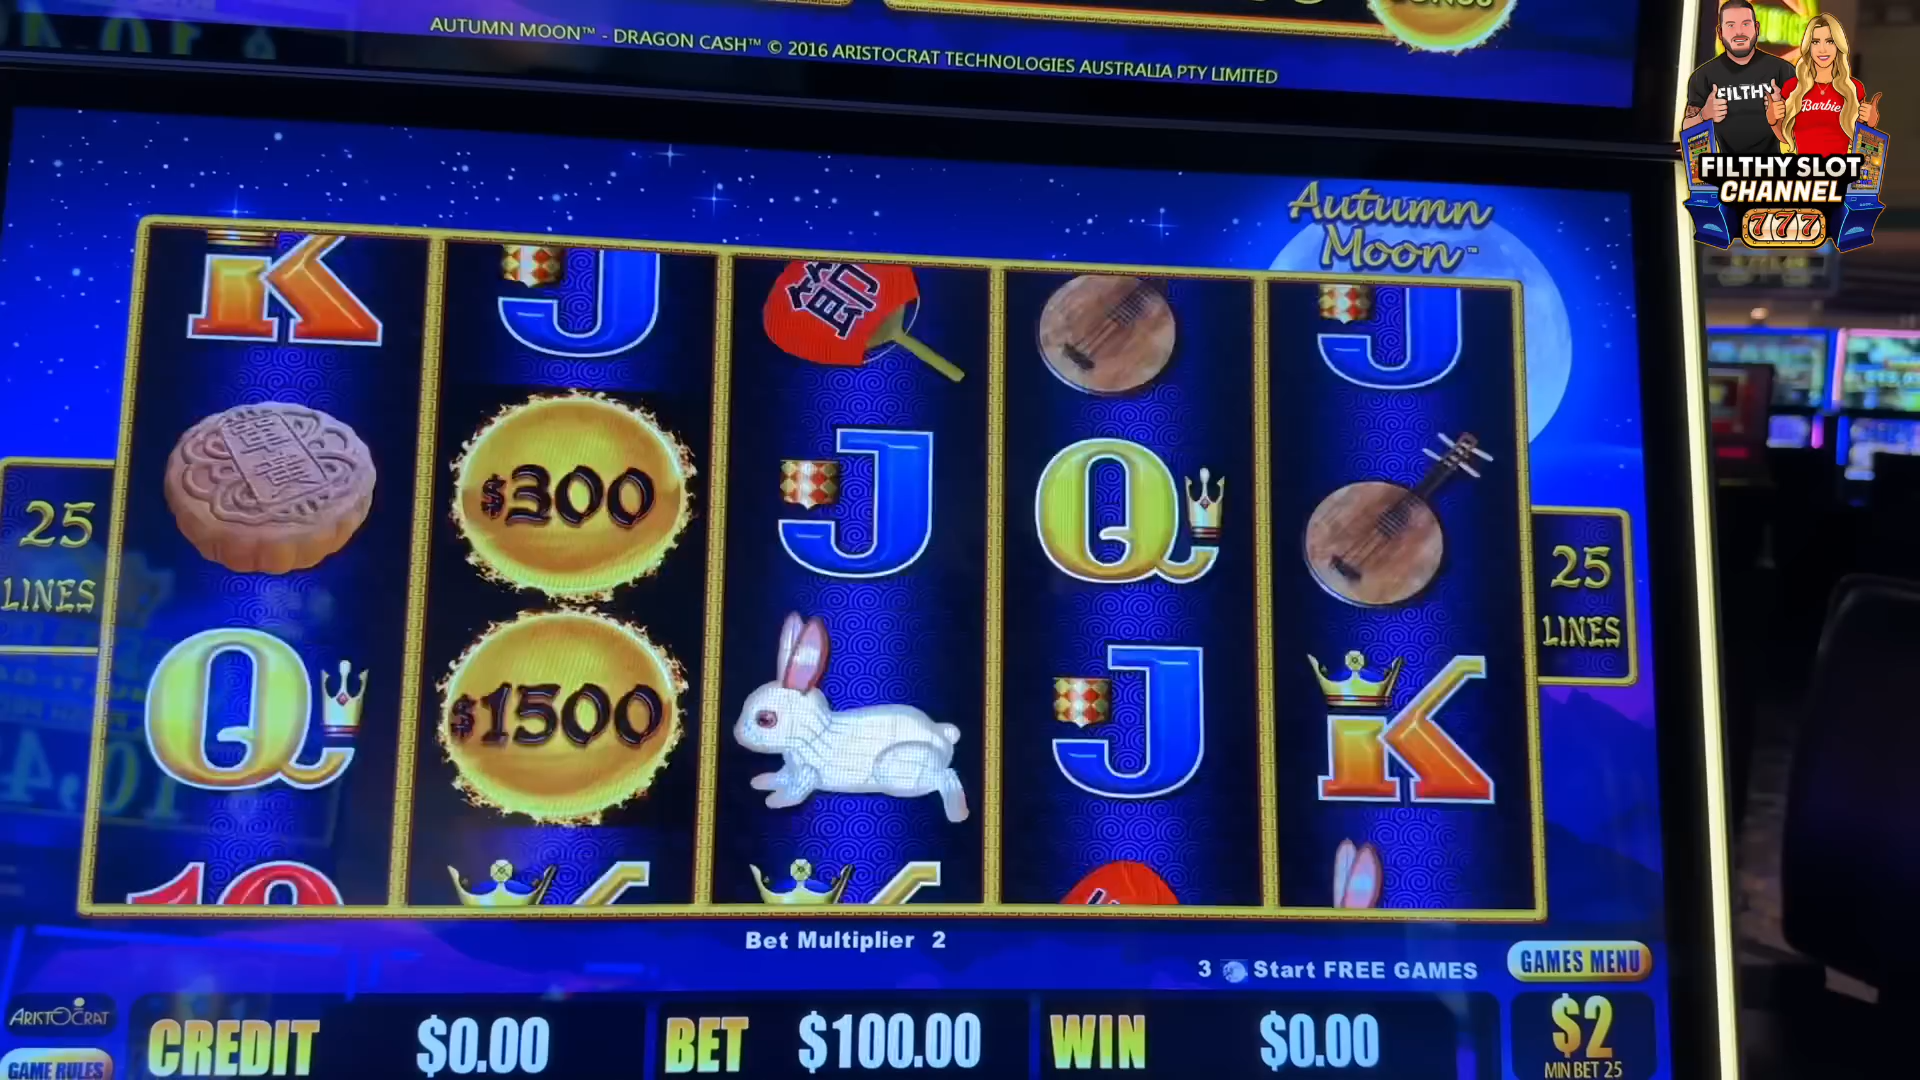 AUTUMN MOON™ - DRAGON CASH™ © 2016 ARISTOCRAT TECHNOLOGIES AUSTRALIA PTY LIMITED
FILTHY
Barbie
FILTHY SLOT
CHANNEL
777
Autumn
Moon™
K
J
J
$300
J
Q
25
LINES
25
LINES
Q
$1500
J
K
10
Bet Multiplier 2
3 Start FREE GAMES
GAMES MENU
ARISTOCRAT
GAME RULES
CREDIT $0.00
BET $100.00
WIN $0.00
$2
MIN BET 25